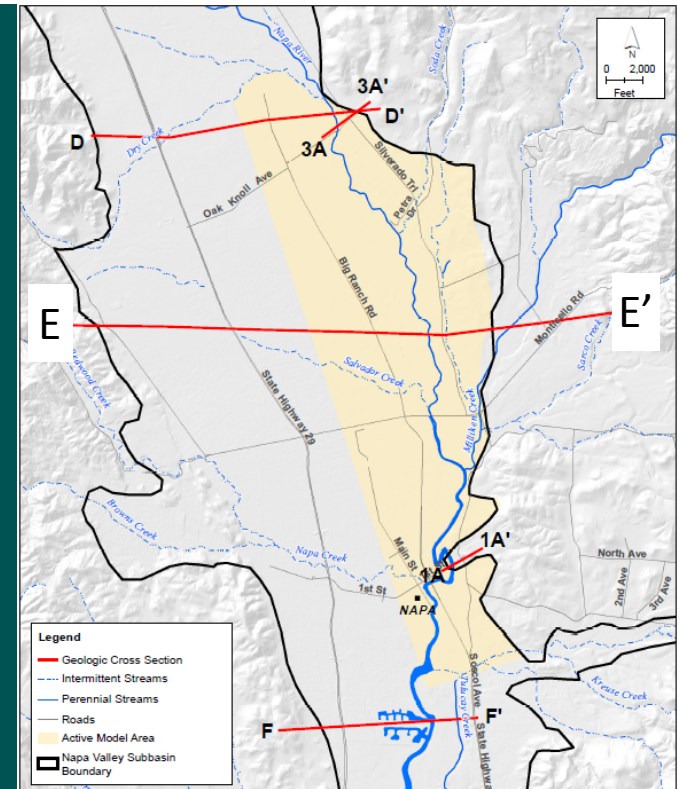 Napa River
Soda Creek
N
0 2,000
Feet
3A'
D'
D
Dry Creek
3A
Silverado Trl
Petra Dr
Oak Knoll Ave
Big Ranch Rd
E
E’
Monticello Rd
Sarco Creek
Redwood Creek
Salvador Creek
State Highway 29
Milliken Creek
Browns Creek
Napa Creek
Main St
1A'
1A
North Ave
2nd Ave
3rd Ave
1st St
NAPA
Soscol Ave
Tulucay Creek
Kreuse Creek
F
F'
State Highway
Legend
Geologic Cross Section
Intermittent Streams
Perennial Streams
Roads
Active Model Area
Napa Valley Subbasin
Boundary